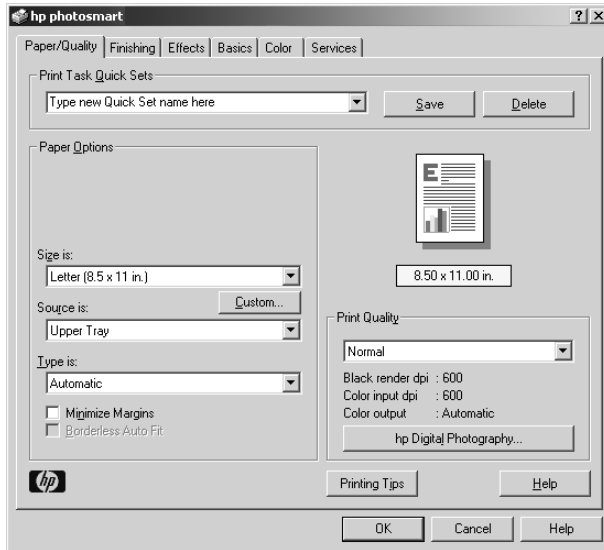 hp photosmart
Paper/Quality Finishing Effects Basics Color Services
Print Task Quick Sets
Type new Quick Set name here Save Delete
Paper Options
E
Size is:
Letter (8.5 x 11 in.) 8.50 x 11.00 in.
Custom...
Source is:
Upper Tray
Print Quality
Type is:
Normal
Automatic
Black render dpi : 600
Color input dpi : 600
Color output : Automatic
Minimize Margins
Borderless Auto Fit
hp Digital Photography...
hp
Printing Tips Help
OK Cancel Help